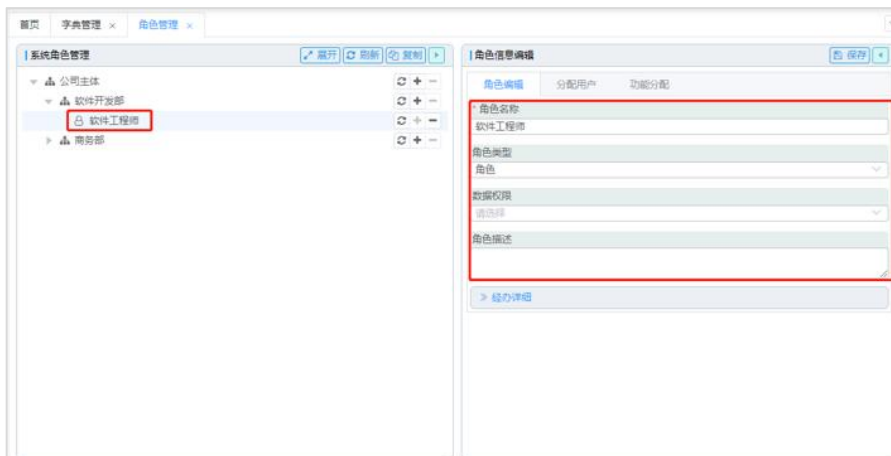 首页 字典管理 × 角色管理 ×
系统角色管理 展开 刷新 复制
公司主体
软件开发部
软件工程师
商务部
角色信息编辑 保存
角色编辑 分配用户 功能分配
* 角色名称
软件工程师
角色类型
角色
数据权限
请选择
角色描述
经办详细